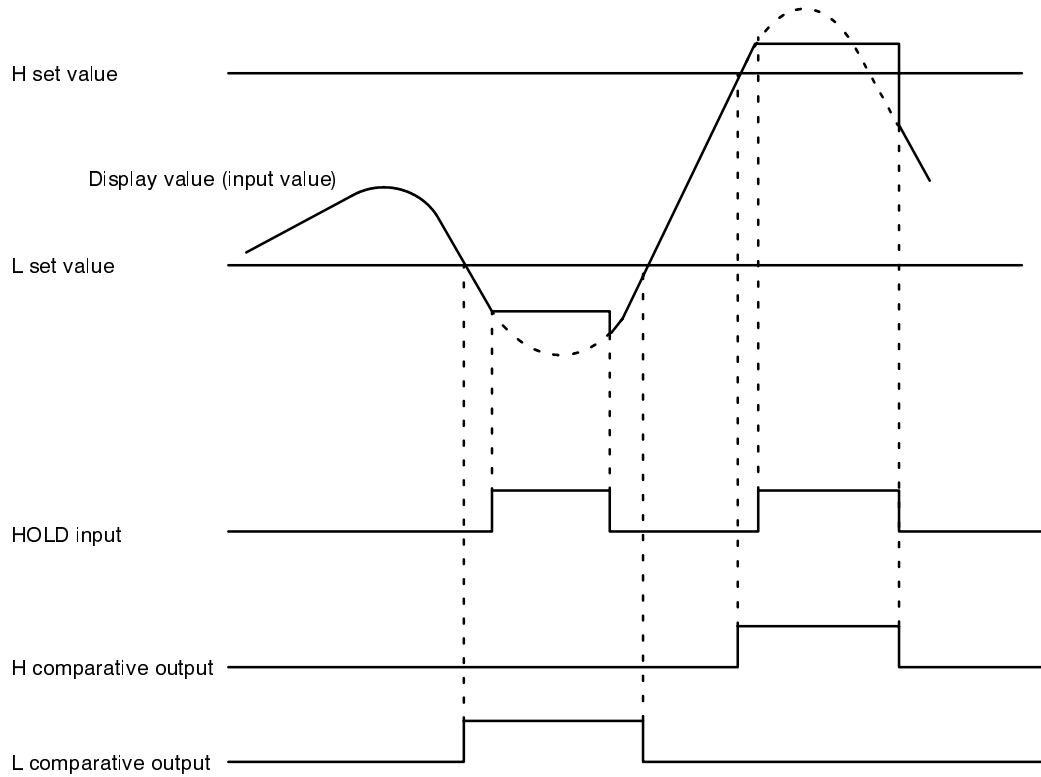 H set value
Display value (input value)
L set value
HOLD input
H comparative output
L comparative output